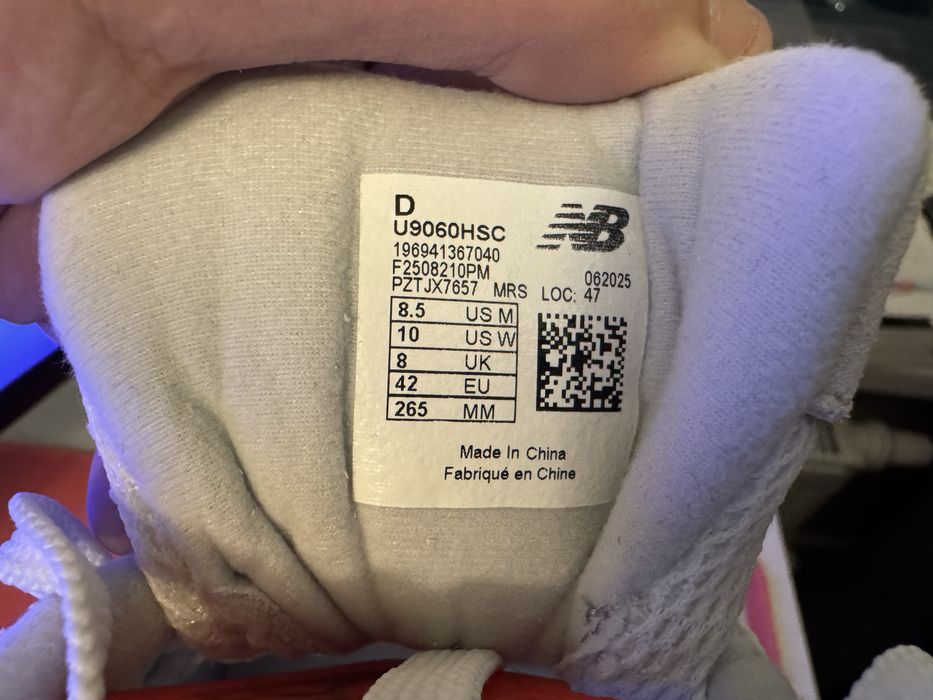 D
U9060HSC
NB
196941367040
F2508210PM 062025
PZTJX7657 MRS LOC: 47
8.5 US M
10 US W
8 UK
42 EU
265 MM
Made In China
Fabriqué en Chine